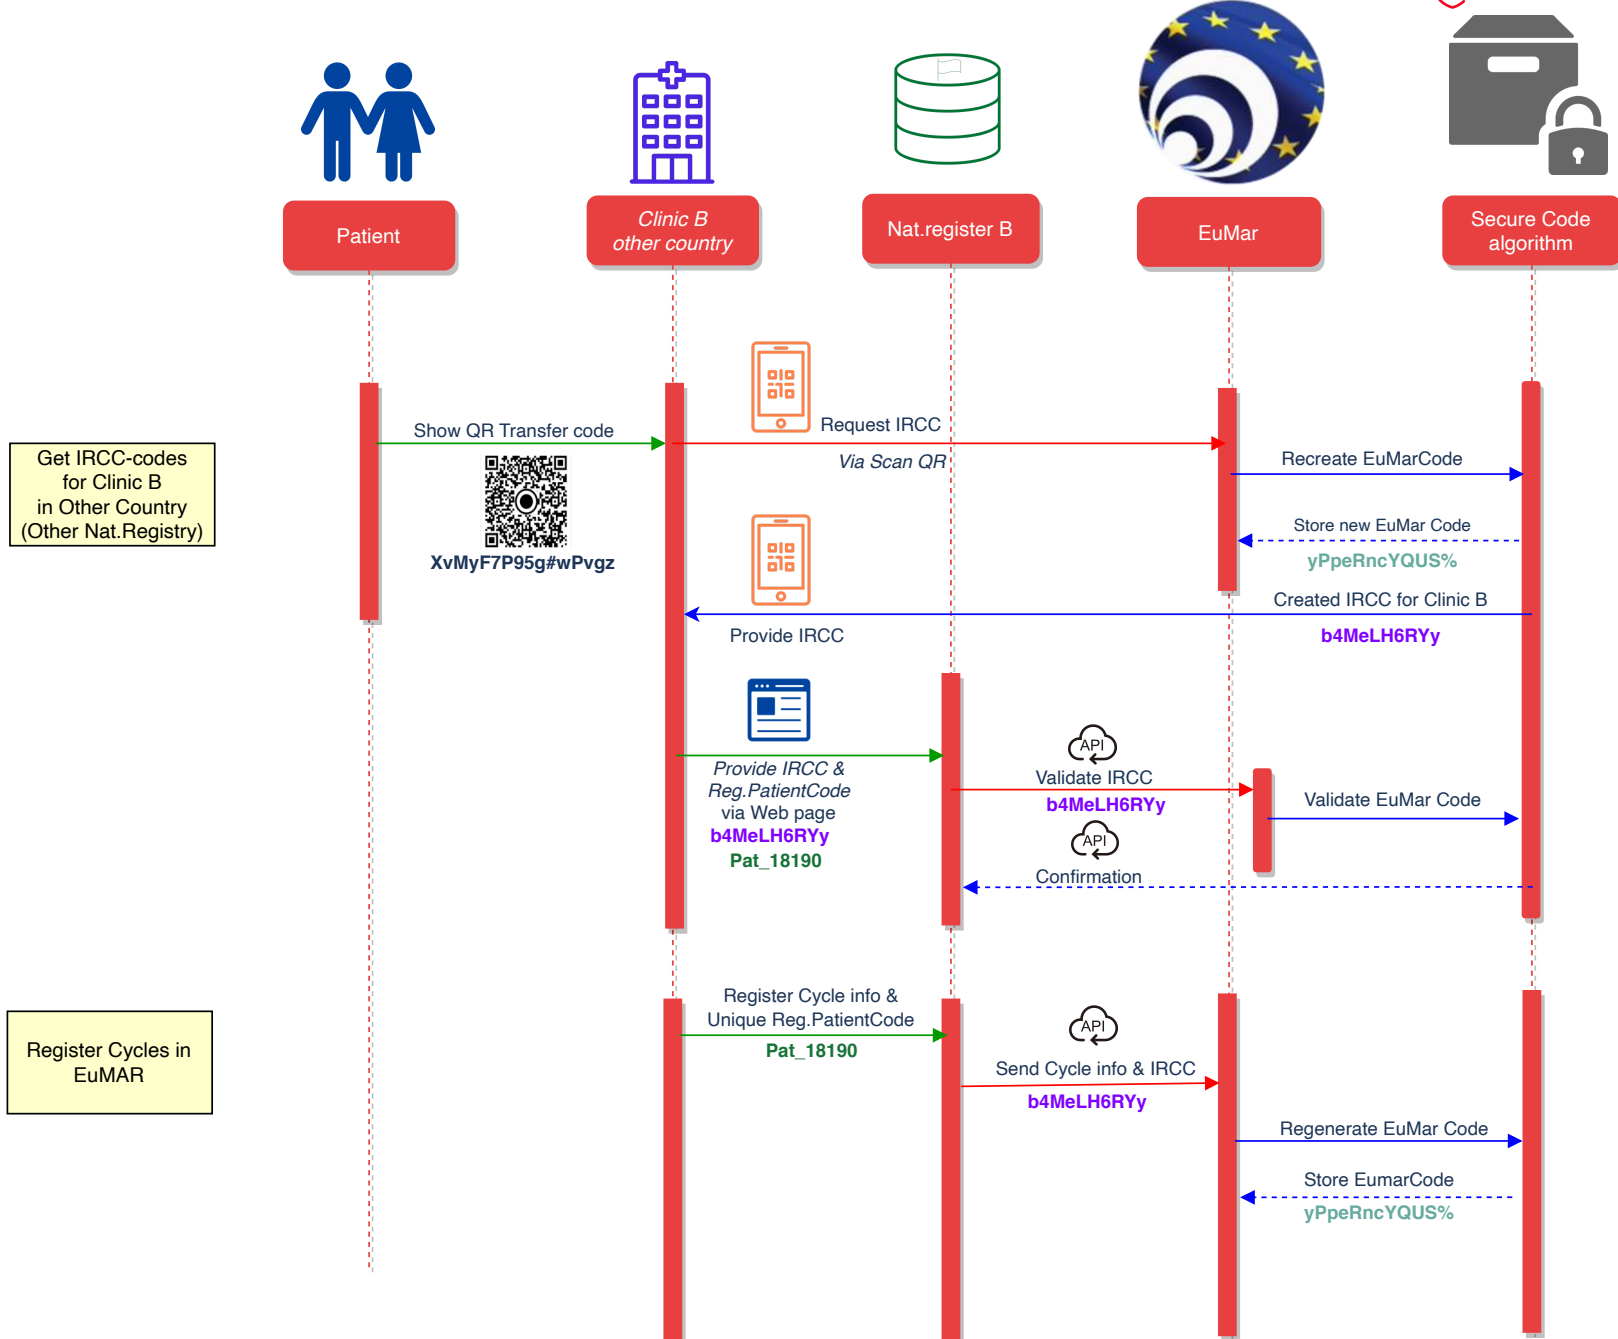 Patient
Clinic B
other country
Nat.register B
EuMar
Secure Code
algorithm
Get IRCC-codes
for Clinic B
in Other Country
(Other Nat.Registry)
Show QR Transfer code
XvMyF7P95g#wPvgz
Request IRCC
Via Scan QR
Recreate EuMarCode
Store new EuMar Code
yPpeRncYQUS%
Created IRCC for Clinic B
b4MeLH6RYy
Provide IRCC
Provide IRCC &
Reg.PatientCode
via Web page
b4MeLH6RYy
Pat_18190
API
Validate IRCC
b4MeLH6RYy
Validate EuMar Code
API
Confirmation
Register Cycles in
EuMAR
Register Cycle info &
Unique Reg.PatientCode
Pat_18190
API
Send Cycle info & IRCC
b4MeLH6RYy
Regenerate EuMar Code
Store EumarCode
yPpeRncYQUS%